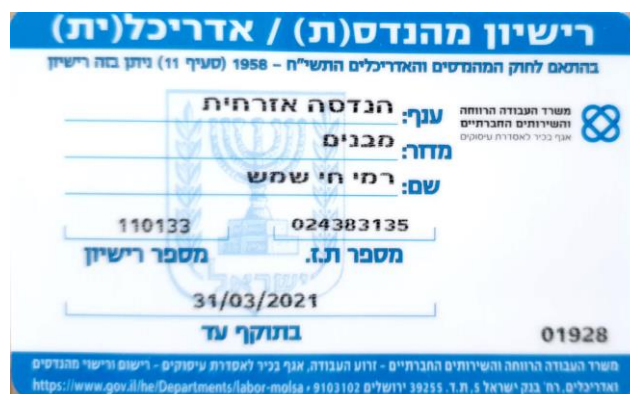 רישיון מהנדס(ת) / אדריכל(ית)
בהתאם לחוק המהנדסים והאדריכלים התשי"ח – 1958 (סעיף 11) ניתן בזה רישיון
משרד העבודה הרווחה
והשירותים החברתיים
אגף בכיר לאסדרת עיסוקים
ענף: הנדסה אזרחית
מדור: מבנים
שם: רמי חי שמש
024383135 110133
מספר ת.ז. מספר רישיון
ישראל
31/03/2021
בתוקף עד
01928
משרד העבודה הרווחה והשירותים החברתיים – זרוע העבודה, אגף בכיר לאסדרת עיסוקים – רישום ורישוי מהנדסים
ואדריכלים, רח' בנק ישראל 5, ת.ד. 39255 ירושלים 9103102 • https://www.gov.il/he/Departments/labor-molsa